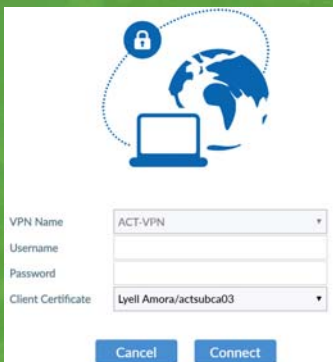 VPN Name ACT-VPN
Username
Password
Client Certificate Lyell Amora/actsubca03
Cancel Connect